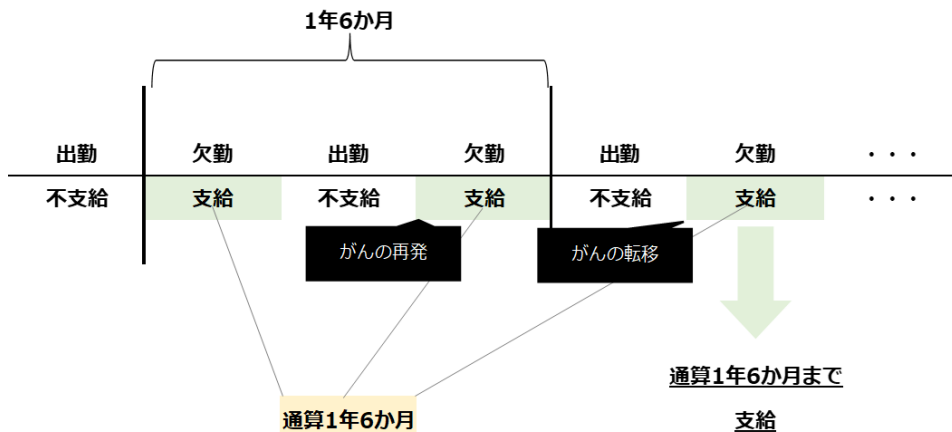 1年6か月
出勤 欠勤 出勤 欠勤 出勤 欠勤 ・・・
不支給 支給 不支給 支給 不支給 支給 ・・・
がんの再発 がんの転移
通算1年6か月まで
支給
通算1年6か月